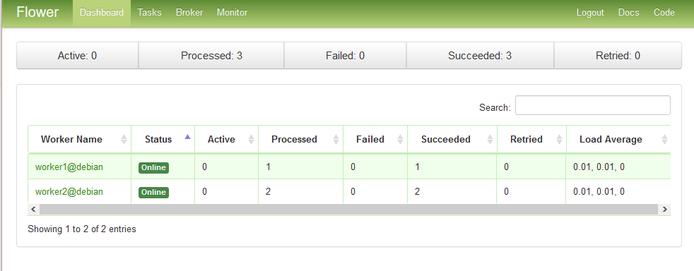 Flower Dashboard Tasks Broker Monitor Logout Docs Code
Active: 0 Processed: 3 Failed: 0 Succeeded: 3 Retried: 0
Search:
Worker Name Status Active Processed Failed Succeeded Retried Load Average
worker1@debian Online 0 1 0 1 0 0.01, 0.01, 0
worker2@debian Online 0 2 0 2 0 0.01, 0.01, 0
Showing 1 to 2 of 2 entries